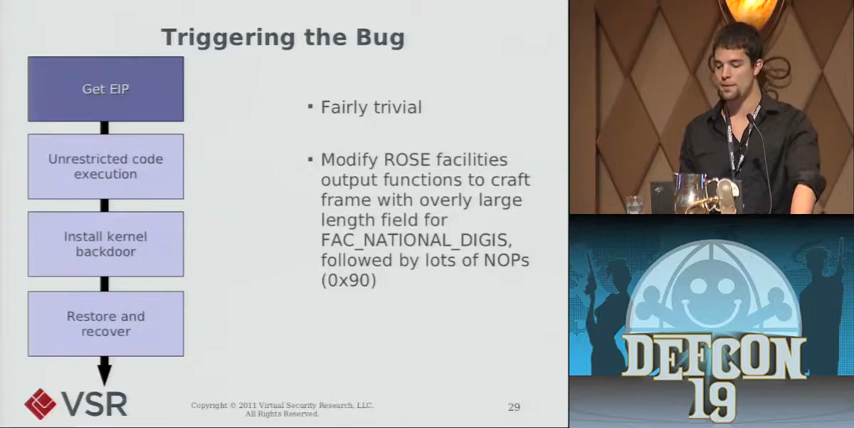 Triggering the Bug
Get EIP
Unrestricted code
execution
Install kernel
backdoor
Restore and
recover
▪ Fairly trivial
▪ Modify ROSE facilities
output functions to craft
frame with overly large
length field for
FAC_NATIONAL_DIGIS,
followed by lots of NOPs
(0x90)
VSR
Copyright © 2011 Virtual Security Research, LLC.
All Rights Reserved.
29
DEFCON
19